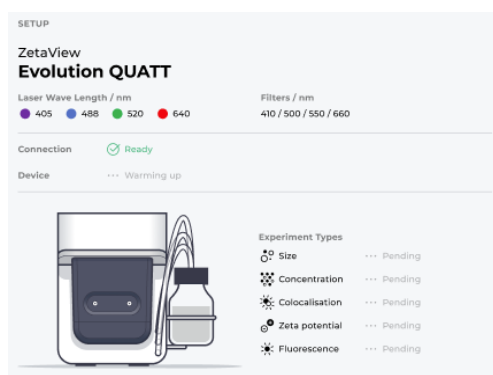 SETUP
ZetaView
Evolution QUATT
Laser Wave Length / nm
Filters / nm
405 488 520 640
410 / 500 / 550 / 660
Connection Ready
Device ··· Warming up
Experiment Types
Size ··· Pending
Concentration ··· Pending
Colocalisation ··· Pending
Zeta potential ··· Pending
Fluorescence ··· Pending